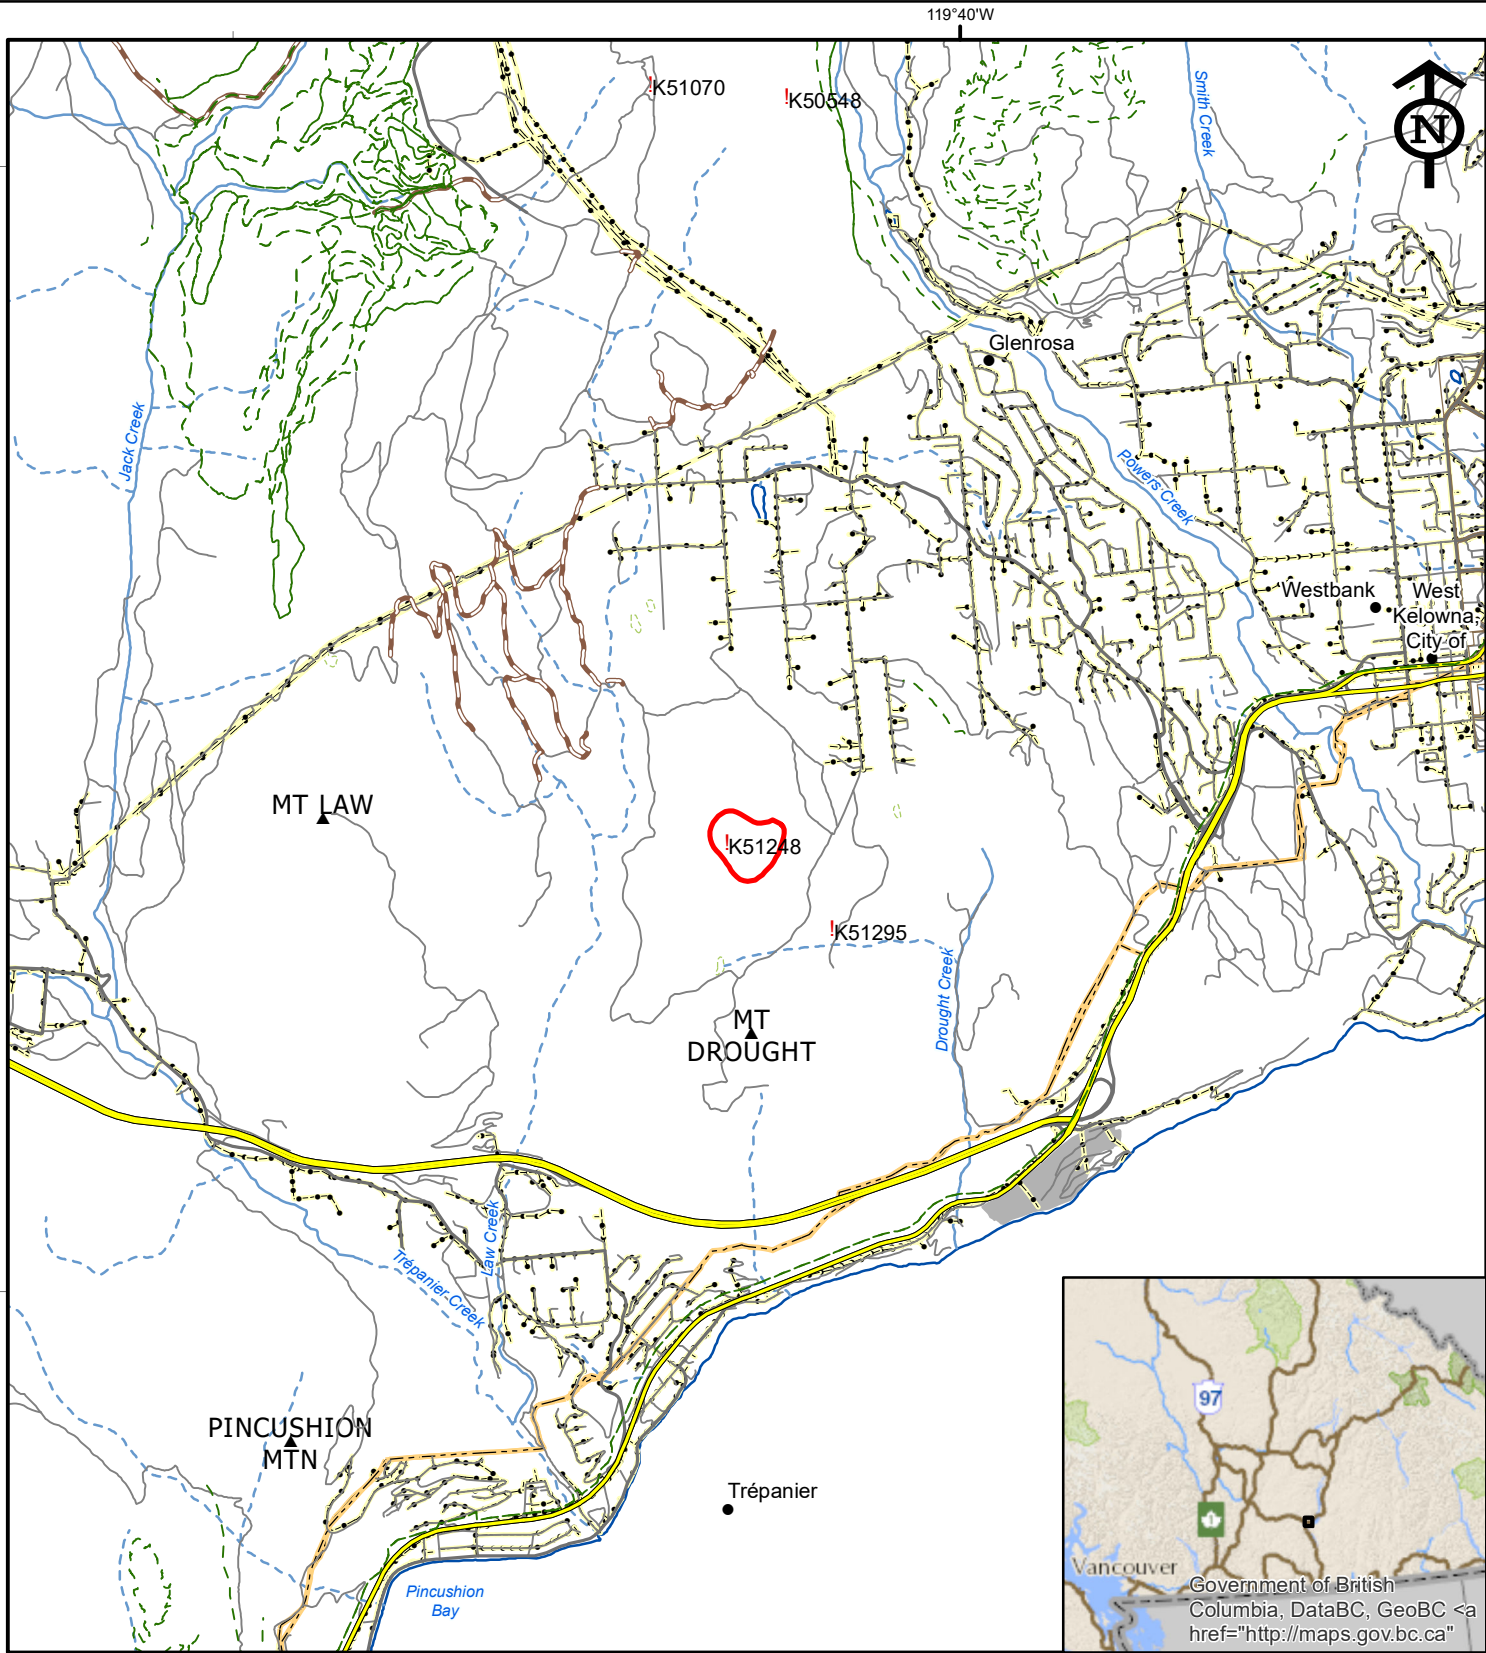 119°40'W
K51070
K50548
Smith Creek
N
Glenrosa
Jack Creek
Powers Creek
Westbank
West
Kelowna,
City of
MT LAW
K51248
K51295
Drought Creek
MT
DROUGHT
Law Creek
Trépanier Creek
PINCUSHION
MTN
Trépanier
Pincushion
Bay
97
1
Vancouver
Government of British
Columbia, DataBC, GeoBC <a
href="http://maps.gov.bc.ca"